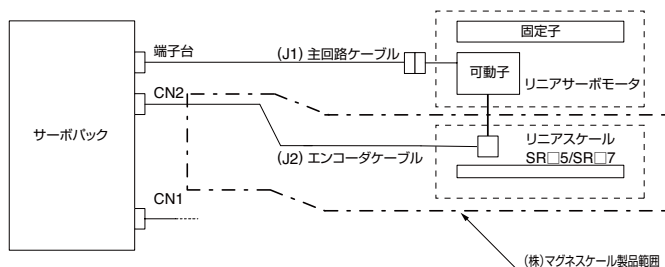 固定子
端子台
(J1) 主回路ケーブル
可動子
リニアサーボモータ
CN2
サーボパック
リニアスケール
SR□5/SR□7
(J2) エンコーダケーブル
CN1
(株)マグネスケール製品範囲